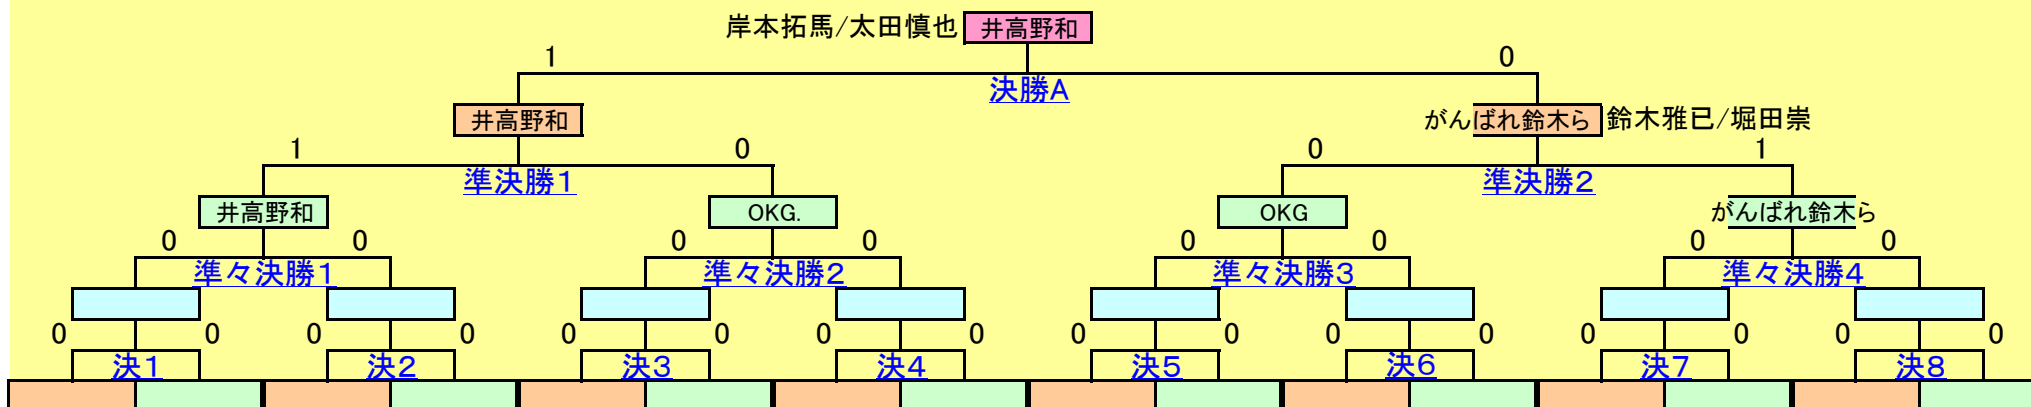 岸本拓馬/太田慎也 井高野和
1 0
決勝A
井高野和 がんばれ鈴木ら 鈴木雅已/堀田崇
1 0 0 1
準決勝1 準決勝2
井高野和 OKG. OKG がんばれ鈴木ら
0 0 0 0 0 0 0 0
準々決勝1 準々決勝2 準々決勝3 準々決勝4
0 0 0 0 0 0 0 0 0 0 0 0 0 0 0 0
決1 決2 決3 決4 決5 決6 決7 決8